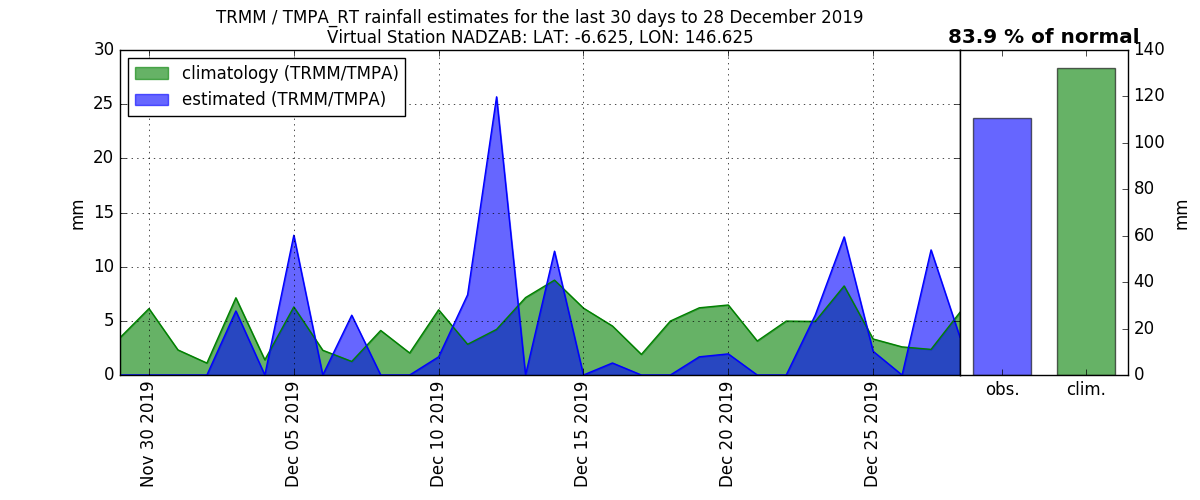 TRMM / TMPA_RT rainfall estimates for the last 30 days to 28 December 2019
Virtual Station NADZAB: LAT: -6.625, LON: 146.625
83.9 % of normal
climatology (TRMM/TMPA)
estimated (TRMM/TMPA)
30
25
20
15
10
5
0
mm
Nov 30 2019
Dec 05 2019
Dec 10 2019
Dec 15 2019
Dec 20 2019
Dec 25 2019
140
120
100
80
60
40
20
0
mm
obs.
clim.